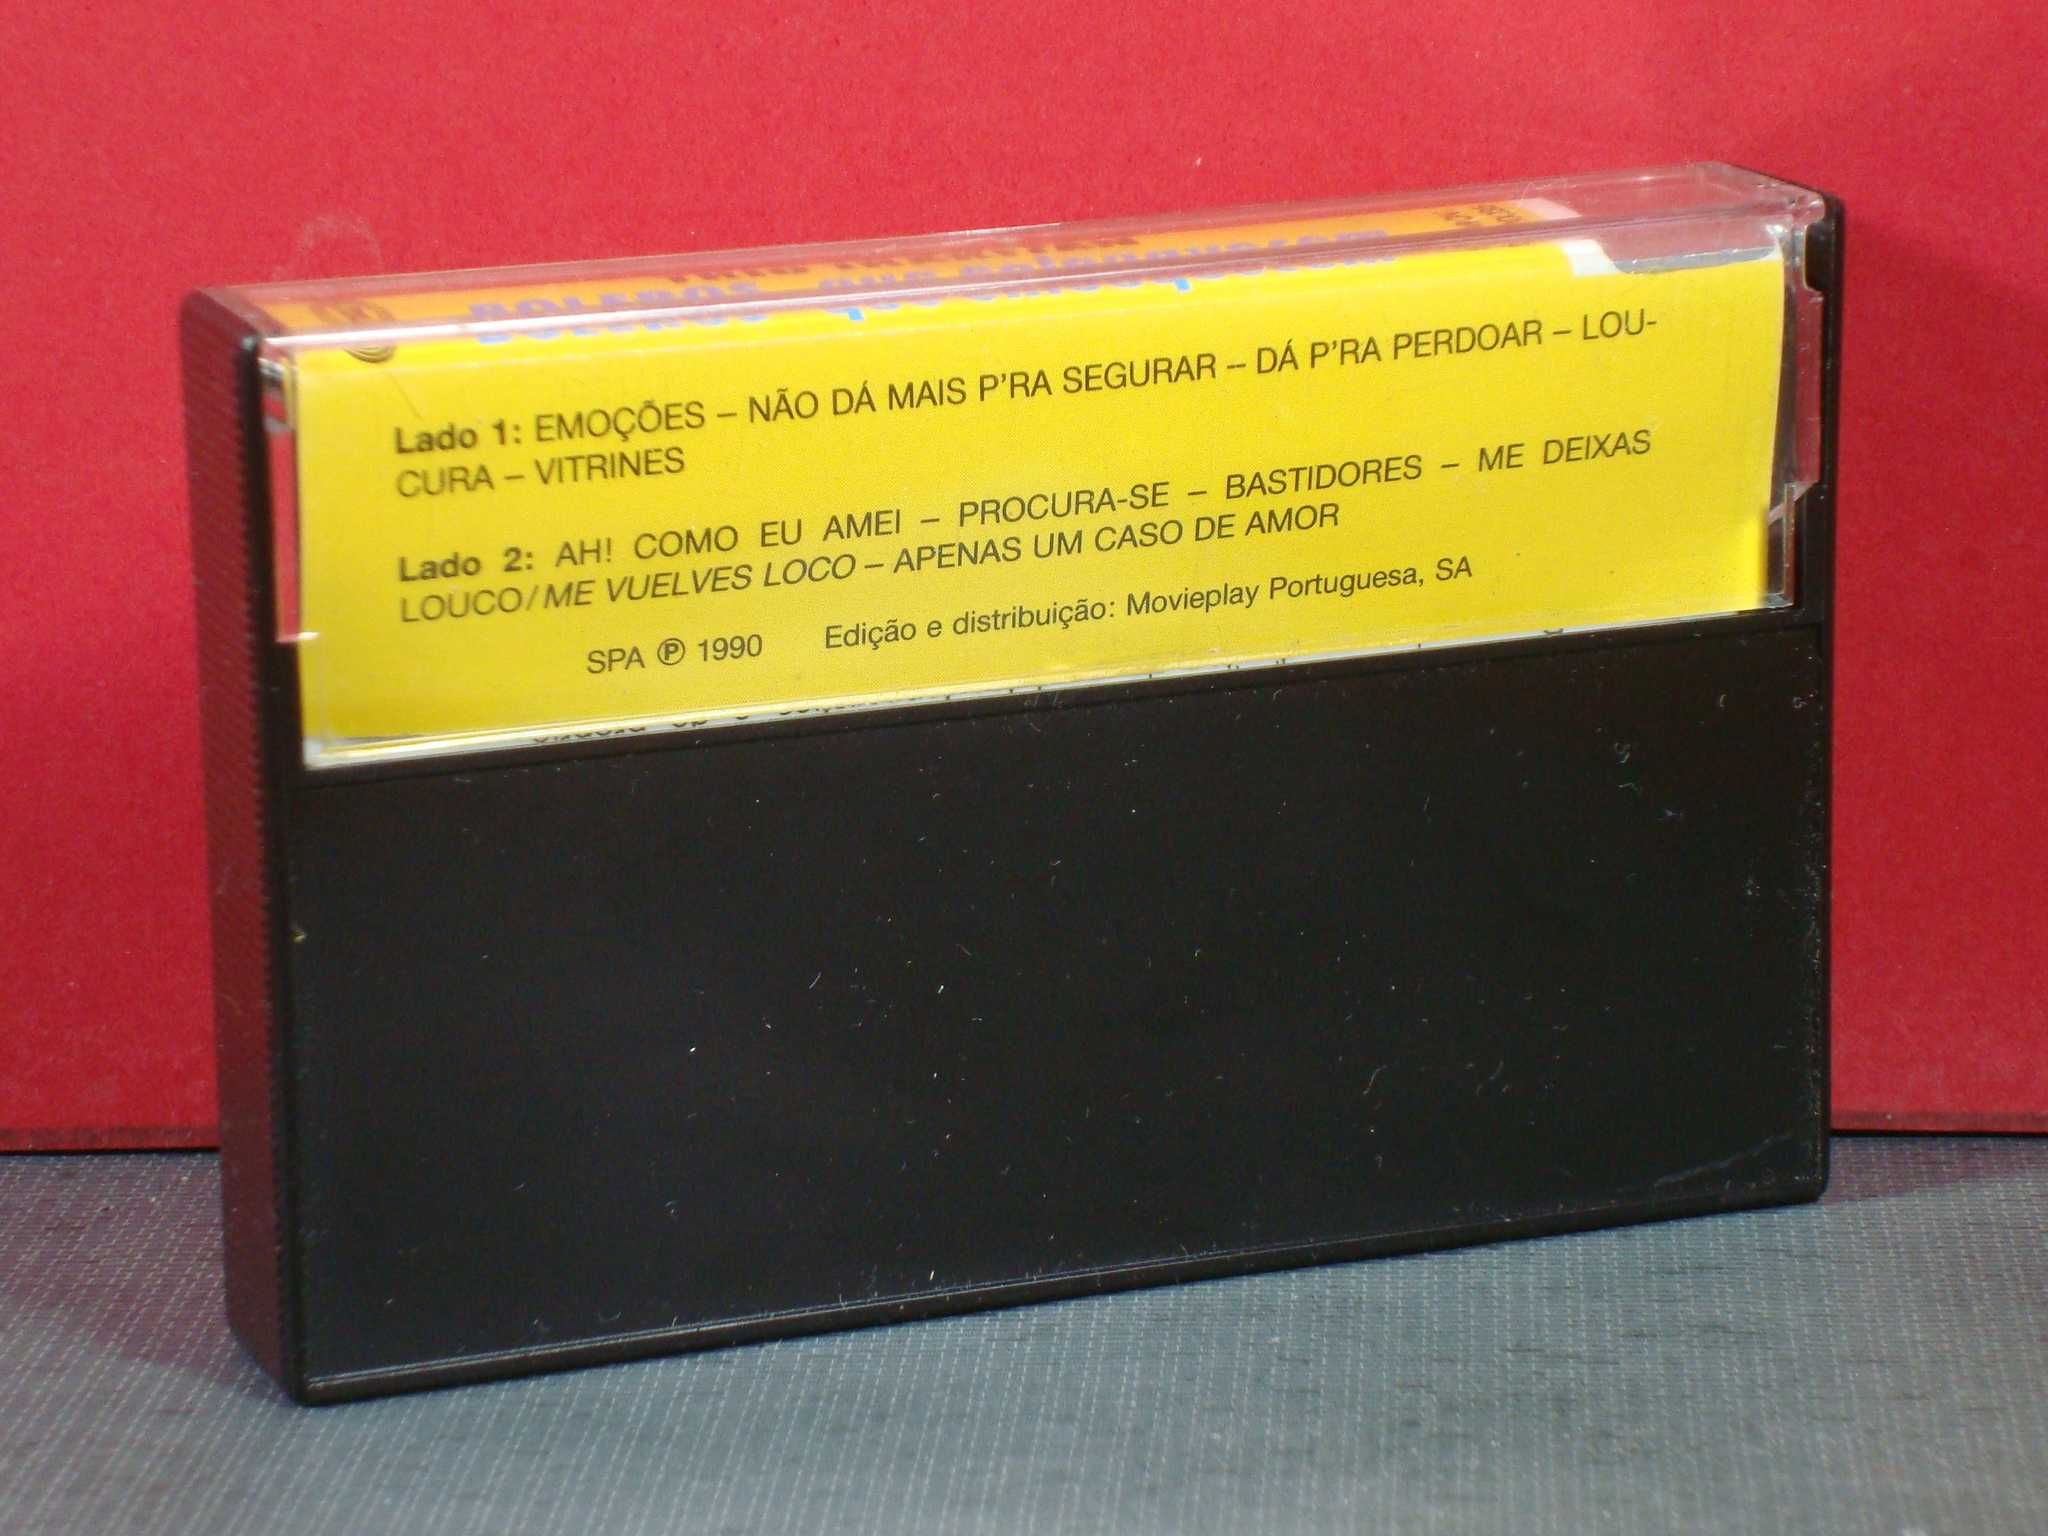 Lado 1: EMOÇÕES – NÃO DÁ MAIS P'RA SEGURAR – DÁ P'RA PERDOAR – LOU-
CURA – VITRINES
Lado 2: AH! COMO EU AMEI – PROCURA-SE – BASTIDORES – ME DEIXAS
LOUCO/ME VUELVES LOCO – APENAS UM CASO DE AMOR
SPA ℗ 1990 Edição e distribuição: Movieplay Portuguesa, SA